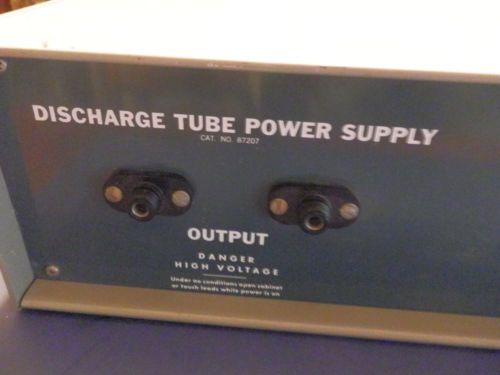 DISCHARGE TUBE POWER SUPPLY
CAT. NO. 87207
OUTPUT
DANGER
HIGH VOLTAGE
Under no conditions open cabinet
or touch leads while power is on